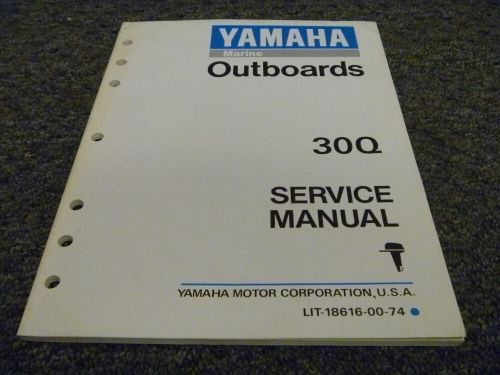 YAMAHA
Marine
Outboards
30Q
SERVICE
MANUAL
YAMAHA MOTOR CORPORATION, U.S.A.
LIT-18616-00-74